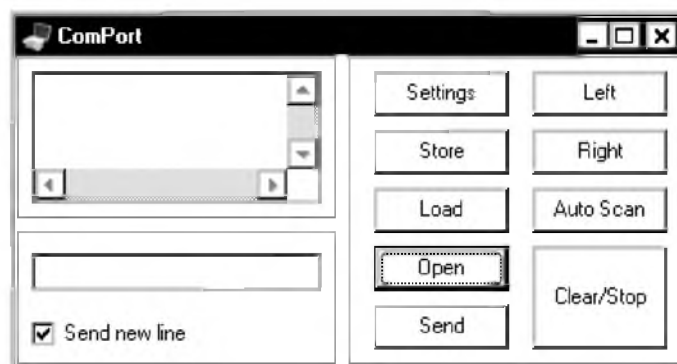 ComPort
Settings
Left
Store
Right
Load
Auto Scan
Open
Clear/Stop
Send
Send new line